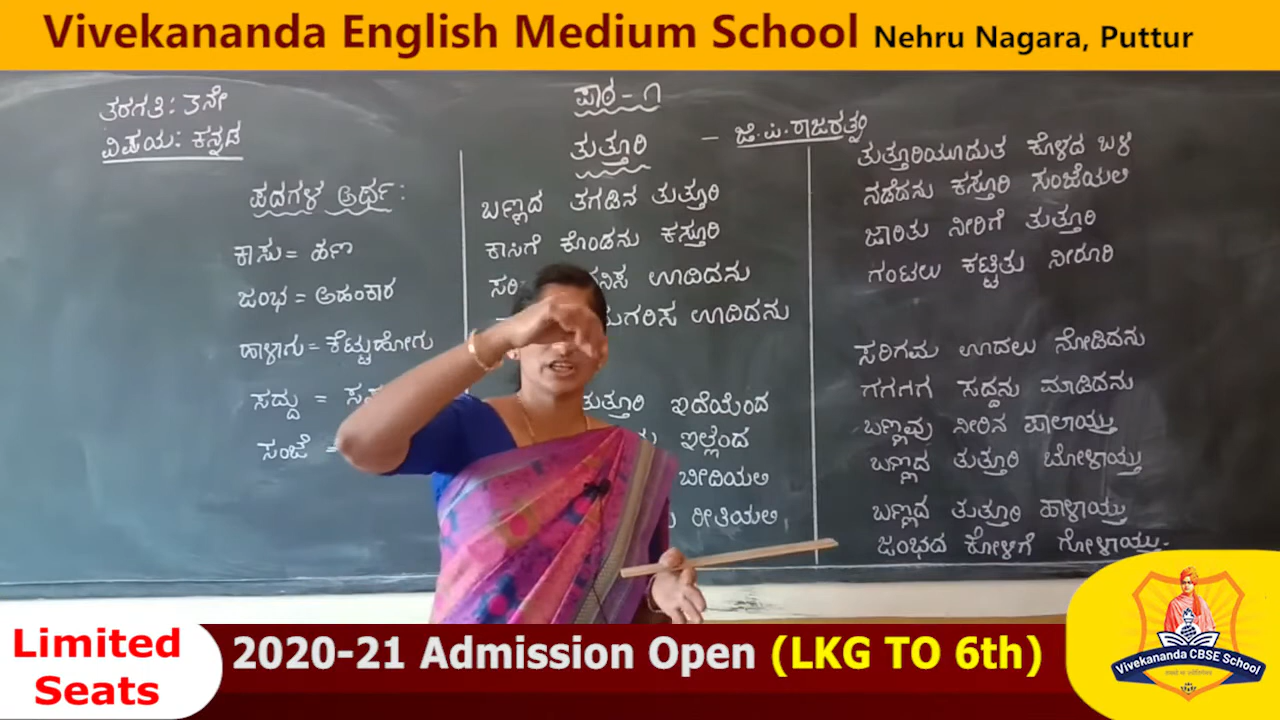 Vivekananda English Medium School Nehru Nagara, Puttur
ತರಗತಿ: 3ನೇ
ವಿಷಯ: ಕನ್ನಡ
ಪಾಠ - ೧
ತುತ್ತೂರಿ
- ಜಿ.ಪಿ.ರಾಜರತ್ನಂ
ಪದಗಳ ಅರ್ಥ:
ಕಾಸು = ಹಣ
ಜಂಭ = ಅಹಂಕಾರ
ಹಾಳಾಗು = ಕೆಟ್ಟುಹೋಗು
ಸದ್ದು =
ಸಂಜೆ =
ಬಣ್ಣದ ತಗಡಿನ ತುತ್ತೂರಿ
ಕಾಸಿಗೆ ಕೊಂಡನು ಕಸ್ತೂರಿ
ಊದಿದನು
ಊದಿದನು
ತುತ್ತೂರಿ ಇದೆಯೆಂದ
ಇಲ್ಲೆಂದ
ಬೀದಿಯಲಿ
ರೀತಿಯಲಿ
ತುತ್ತೂರಿಯೂದುತ ಕೊಳದ ಬಳಿ
ನಡೆದನು ಕಸ್ತೂರಿ ಸಂಜೆಯಲಿ
ಜಾರಿತು ನೀರಿಗೆ ತುತ್ತೂರಿ
ಗಂಟಲು ಕಟ್ಟಿತು ನೀರೂರಿ
ಸರಿಗಮ ಊದಲು ನೋಡಿದನು
ಗಗಗಗ ಸದ್ದನು ಮಾಡಿದನು
ಬಣ್ಣವು ನೀರಿನ ಪಾಲಾಯ್ತು
ಬಣ್ಣದ ತುತ್ತೂರಿ ಬೋಳಾಯ್ತು
ಬಣ್ಣದ ತುತ್ತೂರಿ ಹಾಳಾಯ್ತು
ಜಂಭದ ಕೋಳಿಗೆ ಗೋಳಾಯ್ತು.
Limited
Seats
2020-21 Admission Open (LKG TO 6th)
Vivekananda CBSE School